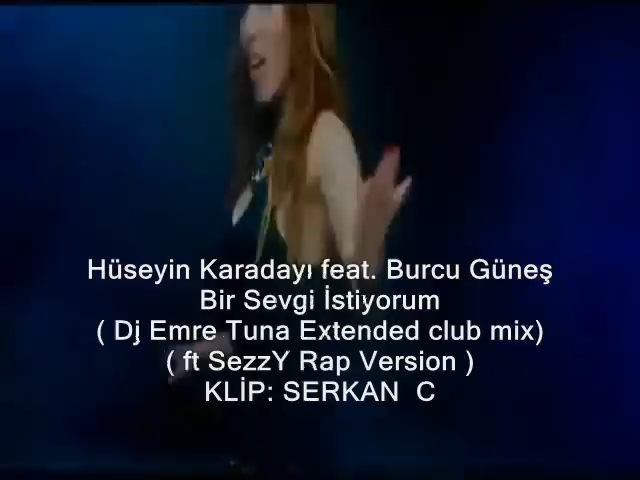 Hüseyin Karadayı feat. Burcu Güneş
Bir Sevgi İstiyorum
( Dj Emre Tuna Extended club mix)
( ft SezzY Rap Version )
KLİP: SERKAN  C